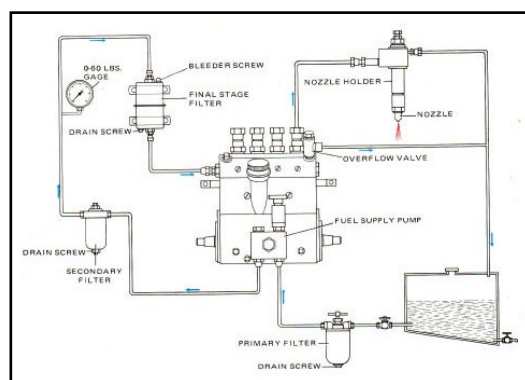 0-60 LBS.
GAGE
BLEEDER SCREW
FINAL STAGE
FILTER
DRAIN SCREW
NOZZLE HOLDER
NOZZLE
OVERFLOW VALVE
FUEL SUPPLY PUMP
DRAIN SCREW
SECONDARY
FILTER
PRIMARY FILTER
DRAIN SCREW